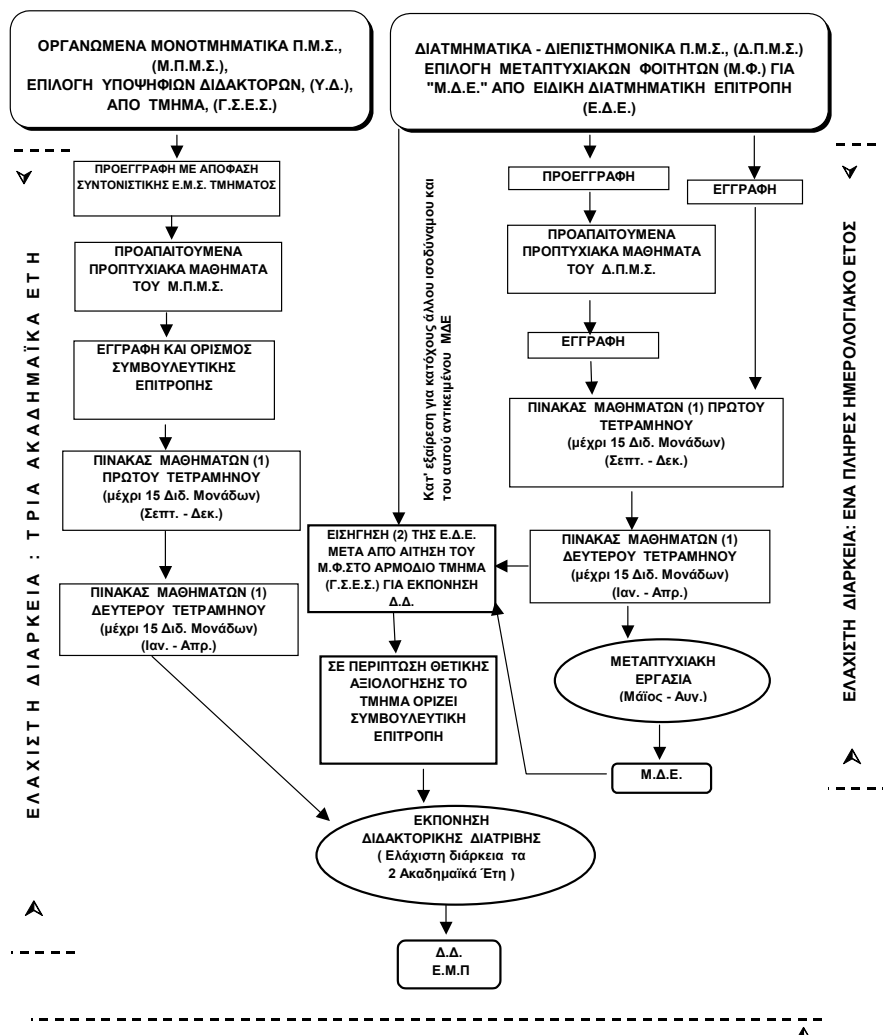 ΟΡΓΑΝΩΜΕΝΑ ΜΟΝΟΤΜΗΜΑΤΙΚΑ Π.Μ.Σ.,
(Μ.Π.Μ.Σ.),
ΕΠΙΛΟΓΗ ΥΠΟΨΗΦΙΩΝ ΔΙΔΑΚΤΟΡΩΝ, (Υ.Δ.),
ΑΠΟ ΤΜΗΜΑ, (Γ.Σ.Ε.Σ.)
ΔΙΑΤΜΗΜΑΤΙΚΑ - ΔΙΕΠΙΣΤΗΜΟΝΙΚΑ Π.Μ.Σ., (Δ.Π.Μ.Σ.)
ΕΠΙΛΟΓΗ ΜΕΤΑΠΤΥΧΙΑΚΩΝ ΦΟΙΤΗΤΩΝ (Μ.Φ.) ΓΙΑ
"Μ.Δ.Ε." ΑΠΟ ΕΙΔΙΚΗ ΔΙΑΤΜΗΜΑΤΙΚΗ ΕΠΙΤΡΟΠΗ
(Ε.Δ.Ε.)
ΠΡΟΕΓΓΡΑΦΗ ΜΕ ΑΠΟΦΑΣΗ
ΣΥΝΤΟΝΙΣΤΙΚΗΣ Ε.Μ.Σ. ΤΜΗΜΑΤΟΣ
ΠΡΟΕΓΓΡΑΦΗ
ΕΓΓΡΑΦΗ
ΠΡΟΑΠΑΙΤΟΥΜΕΝΑ
ΠΡΟΠΤΥΧΙΑΚΑ ΜΑΘΗΜΑΤΑ
ΤΟΥ Μ.Π.Μ.Σ.
ΠΡΟΑΠΑΙΤΟΥΜΕΝΑ
ΠΡΟΠΤΥΧΙΑΚΑ ΜΑΘΗΜΑΤΑ
ΤΟΥ Δ.Π.Μ.Σ.
ΕΓΓΡΑΦΗ ΚΑΙ ΟΡΙΣΜΟΣ
ΣΥΜΒΟΥΛΕΥΤΙΚΗΣ
ΕΠΙΤΡΟΠΗΣ
ΕΓΓΡΑΦΗ
Κατ' εξαίρεση για κατόχους άλλου ισοδύναμου και
του αυτού αντικειμένου ΜΔΕ
ΕΛΑΧΙΣΤΗ ΔΙΑΡΚΕΙΑ : ΤΡΙΑ ΑΚΑΔΗΜΑΪΚΑ ΕΤΗ
ΕΛΑΧΙΣΤΗ ΔΙΑΡΚΕΙΑ: ΕΝΑ ΠΛΗΡΕΣ ΗΜΕΡΟΛΟΓΙΑΚΟ ΕΤΟΣ
ΠΙΝΑΚΑΣ ΜΑΘΗΜΑΤΩΝ (1) ΠΡΩΤΟΥ
ΤΕΤΡΑΜΗΝΟΥ
(μέχρι 15 Διδ. Μονάδων)
(Σεπτ. - Δεκ.)
ΠΙΝΑΚΑΣ ΜΑΘΗΜΑΤΩΝ (1)
ΠΡΩΤΟΥ ΤΕΤΡΑΜΗΝΟΥ
(μέχρι 15 Διδ. Μονάδων)
(Σεπτ. - Δεκ.)
ΕΙΣΗΓΗΣΗ (2) ΤΗΣ Ε.Δ.Ε.
ΜΕΤΑ ΑΠΟ ΑΙΤΗΣΗ ΤΟΥ
Μ.Φ.ΣΤΟ ΑΡΜΟΔΙΟ ΤΜΗΜΑ
(Γ.Σ.Ε.Σ.) ΓΙΑ ΕΚΠΟΝΗΣΗ
Δ.Δ.
ΠΙΝΑΚΑΣ ΜΑΘΗΜΑΤΩΝ (1)
ΔΕΥΤΕΡΟΥ ΤΕΤΡΑΜΗΝΟΥ
(μέχρι 15 Διδ. Μονάδων)
(Ιαν. - Απρ.)
ΠΙΝΑΚΑΣ ΜΑΘΗΜΑΤΩΝ (1)
ΔΕΥΤΕΡΟΥ ΤΕΤΡΑΜΗΝΟΥ
(μέχρι 15 Διδ. Μονάδων)
(Ιαν. - Απρ.)
ΣΕ ΠΕΡΙΠΤΩΣΗ ΘΕΤΙΚΗΣ
ΑΞΙΟΛΟΓΗΣΗΣ ΤΟ
ΤΜΗΜΑ ΟΡΙΖΕΙ
ΣΥΜΒΟΥΛΕΥΤΙΚΗ
ΕΠΙΤΡΟΠΗ
ΜΕΤΑΠΤΥΧΙΑΚΗ
ΕΡΓΑΣΙΑ
(Μάϊος - Αυγ.)
Μ.Δ.Ε.
ΕΚΠΟΝΗΣΗ
ΔΙΔΑΚΤΟΡΙΚΗΣ ΔΙΑΤΡΙΒΗΣ
( Ελάχιστη διάρκεια τα
2 Ακαδημαϊκά Έτη )
Δ.Δ.
Ε.Μ.Π